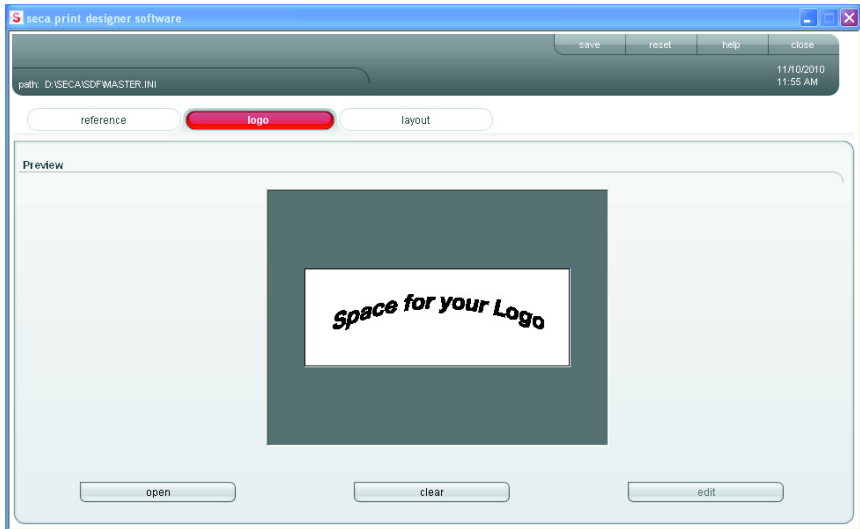 S seca print designer software
save reset help close
path: D:\SECA\SDF\MASTER.INI
11/10/2010
11:55 AM
reference logo layout
Preview
Space for your Logo
open clear edit